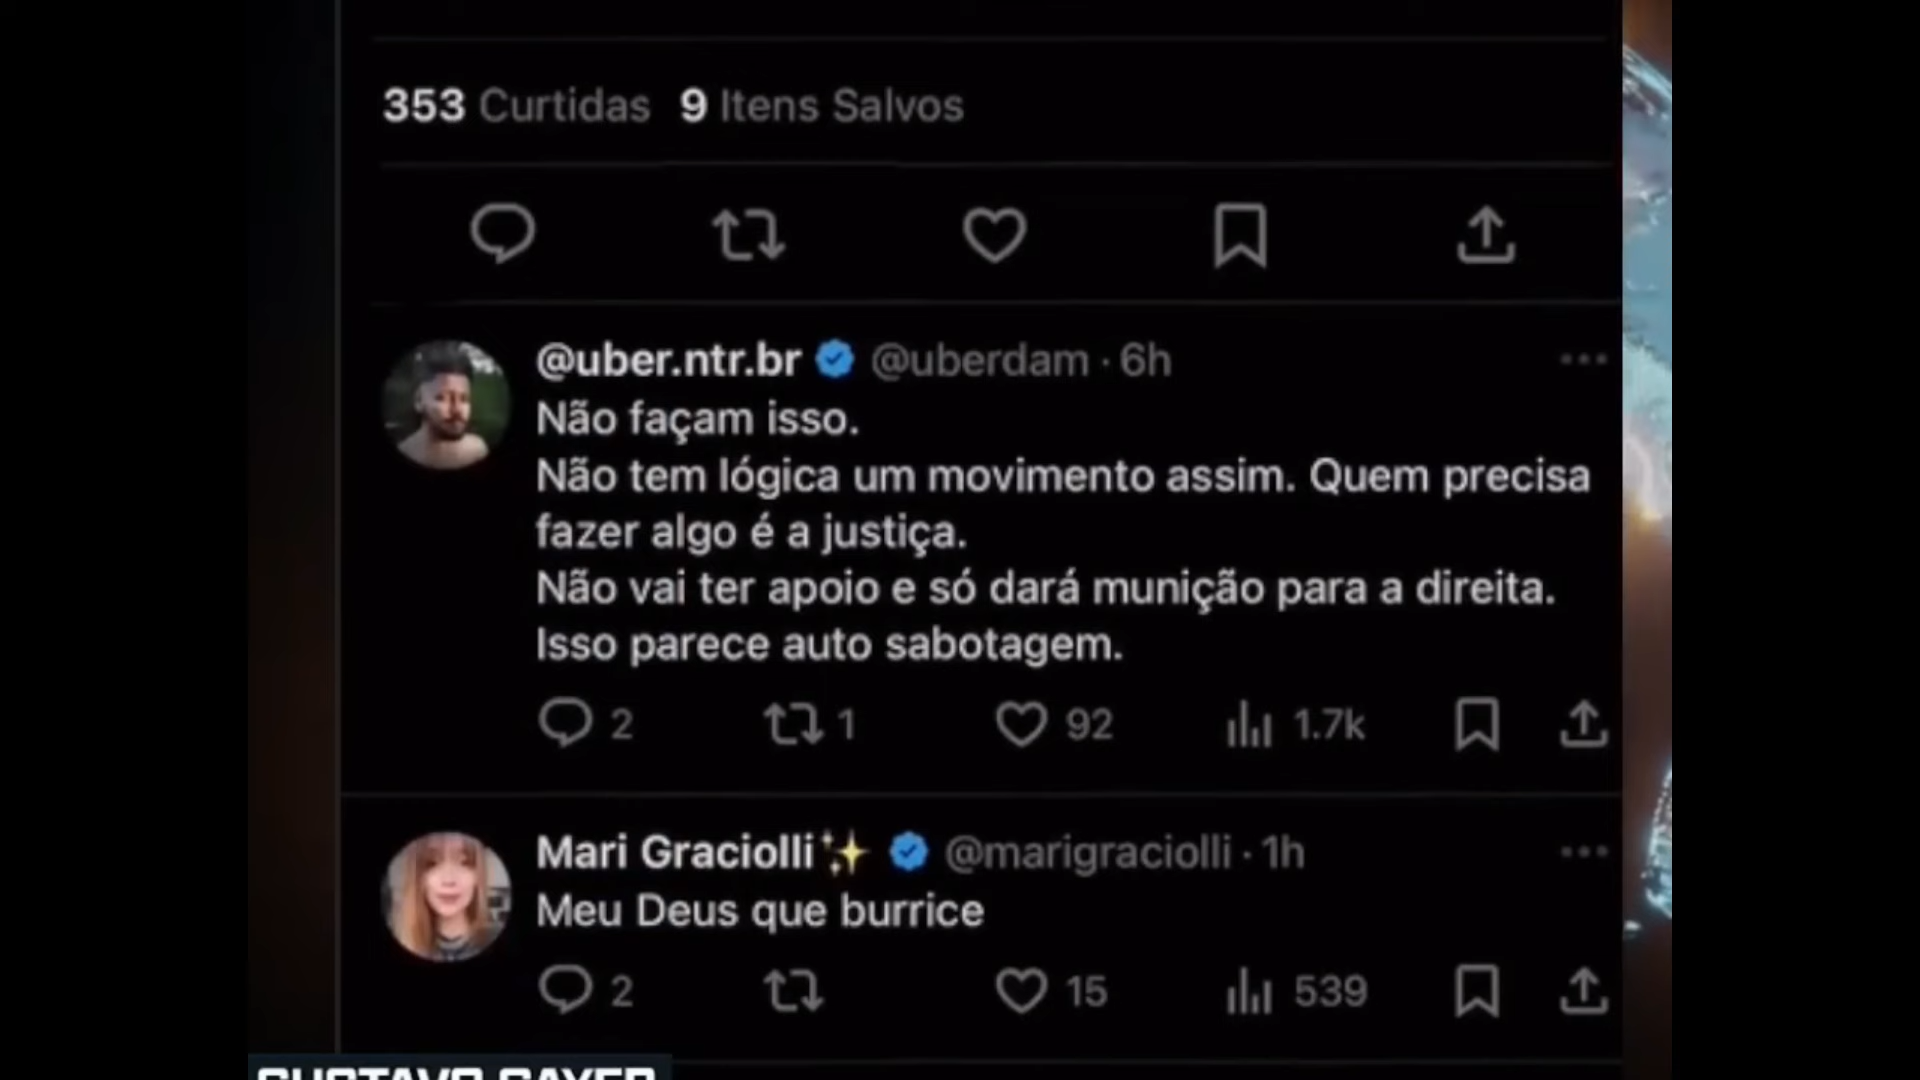 353 Curtidas 9 Itens Salvos
@uber.ntr.br @uberdam · 6h
Não façam isso.
Não tem lógica um movimento assim. Quem precisa
fazer algo é a justiça.
Não vai ter apoio e só dará munição para a direita.
Isso parece auto sabotagem.
2 1 92 1.7k
Mari Graciolli✨ @marigraciolli · 1h
Meu Deus que burrice
2 15 539
GUSTAVO GAYER